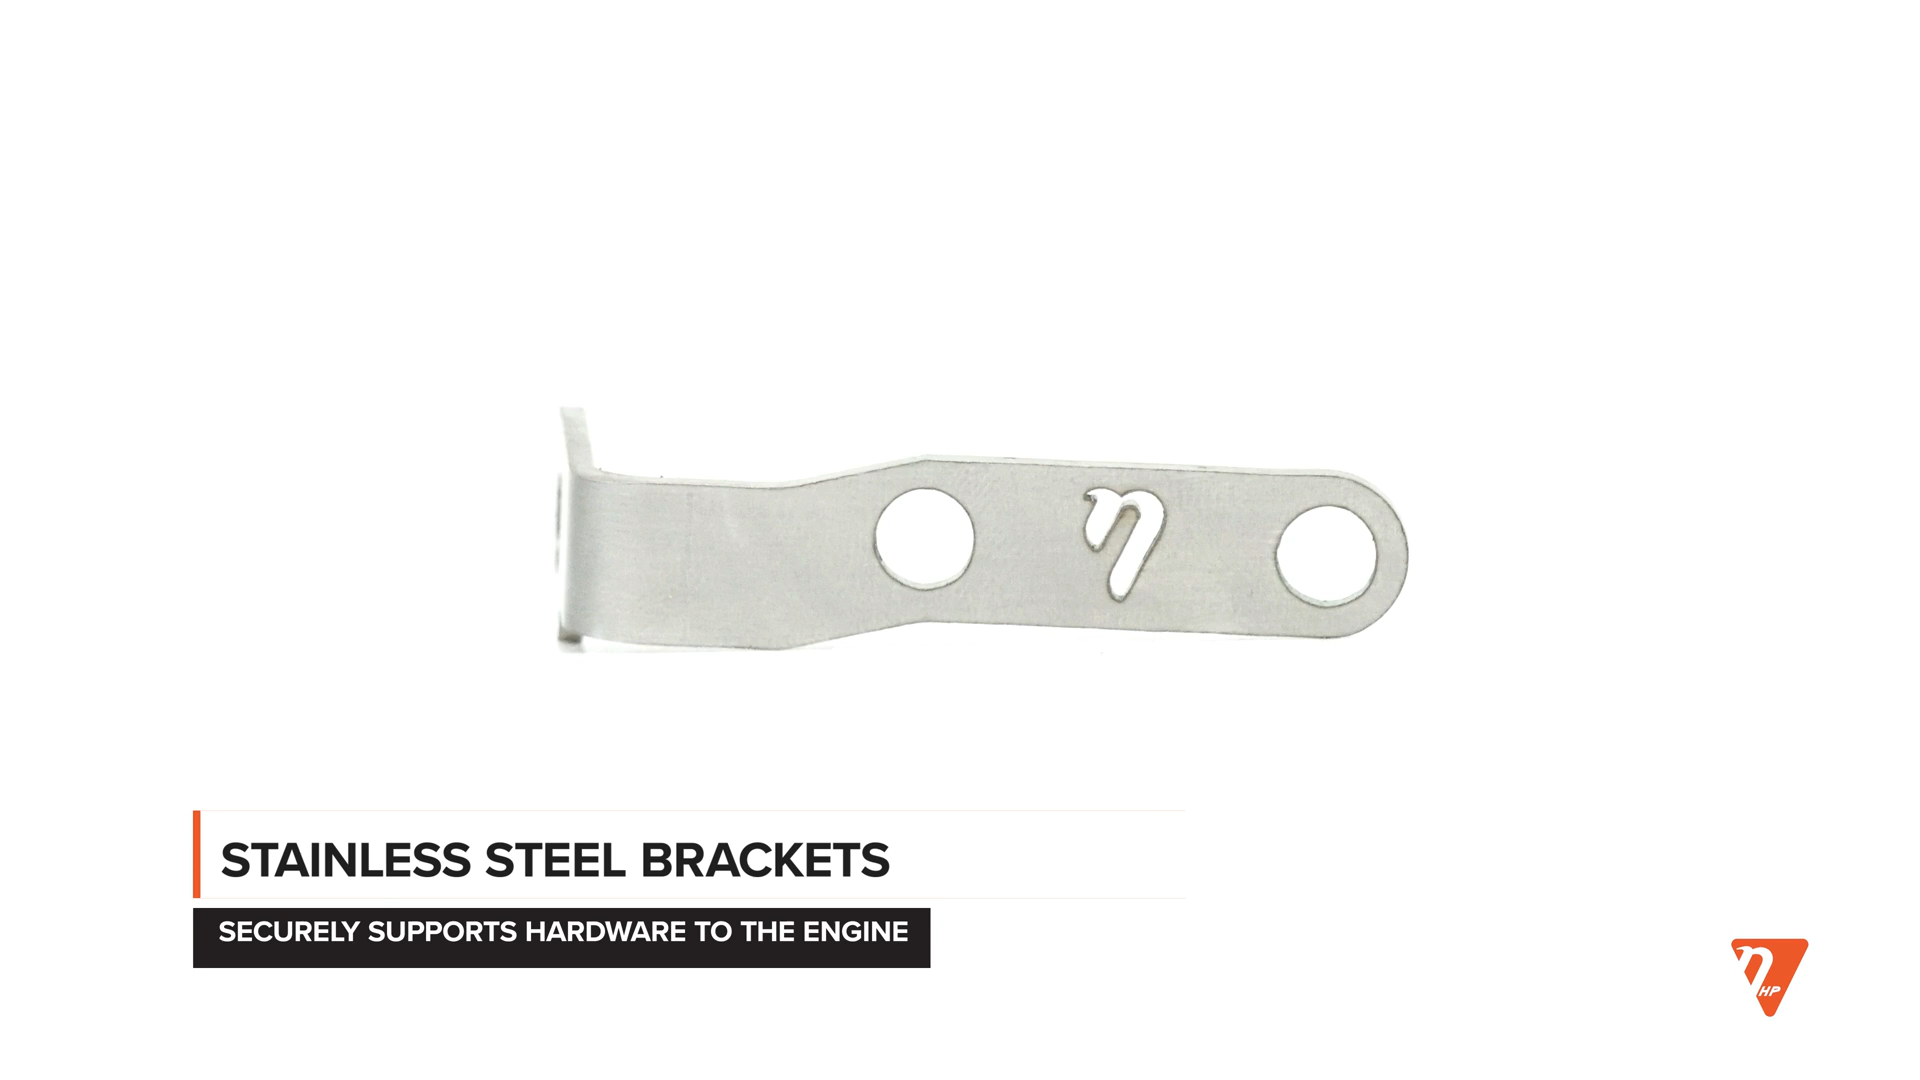 η
STAINLESS STEEL BRACKETS
SECURELY SUPPORTS HARDWARE TO THE ENGINE
η
HP